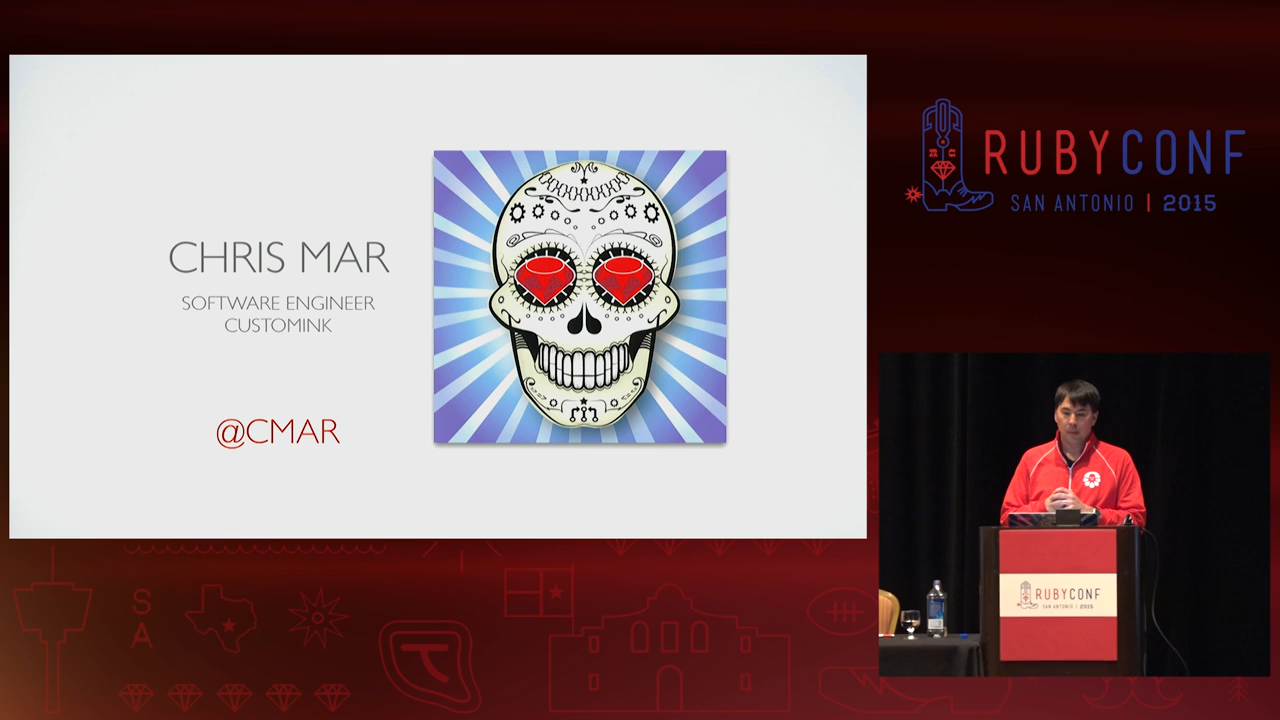 CHRIS MAR
SOFTWARE ENGINEER
CUSTOMINK
@CMAR
RUBYCONF
SAN ANTONIO | 2015
RUBYCONF
SAN ANTONIO | 2015
S
A